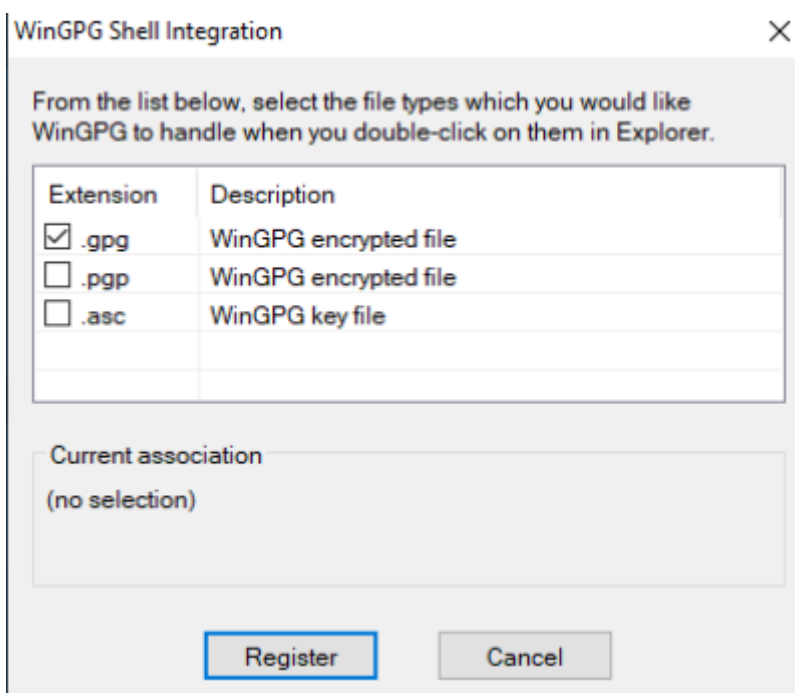 WinGPG Shell Integration
From the list below, select the file types which you would like
WinGPG to handle when you double-click on them in Explorer.
Extension Description
.gpg WinGPG encrypted file
.pgp WinGPG encrypted file
.asc WinGPG key file
Current association
(no selection)
Register Cancel